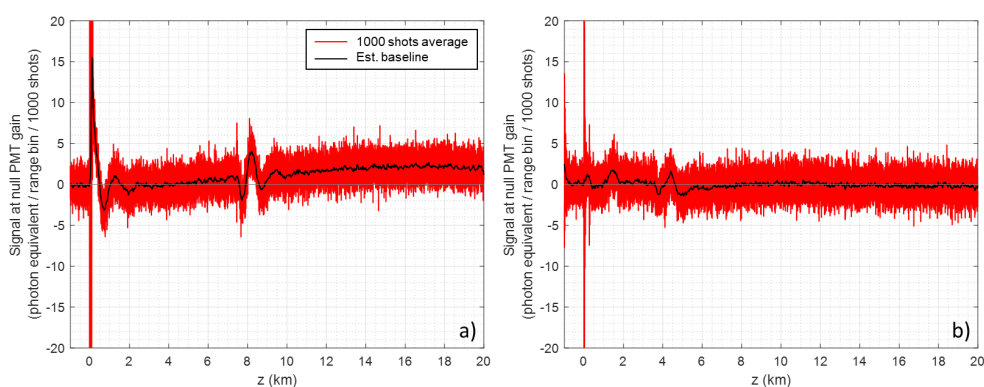 Signal at null PMT gain
(photon equivalent / range bin / 1000 shots)
20
15
10
5
0
-5
-10
-15
-20
1000 shots average
Est. baseline
a)
0 2 4 6 8 10 12 14 16 18 20
z (km)
Signal at null PMT gain
(photon equivalent / range bin / 1000 shots)
20
15
10
5
0
-5
-10
-15
-20
b)
0 2 4 6 8 10 12 14 16 18 20
z (km)